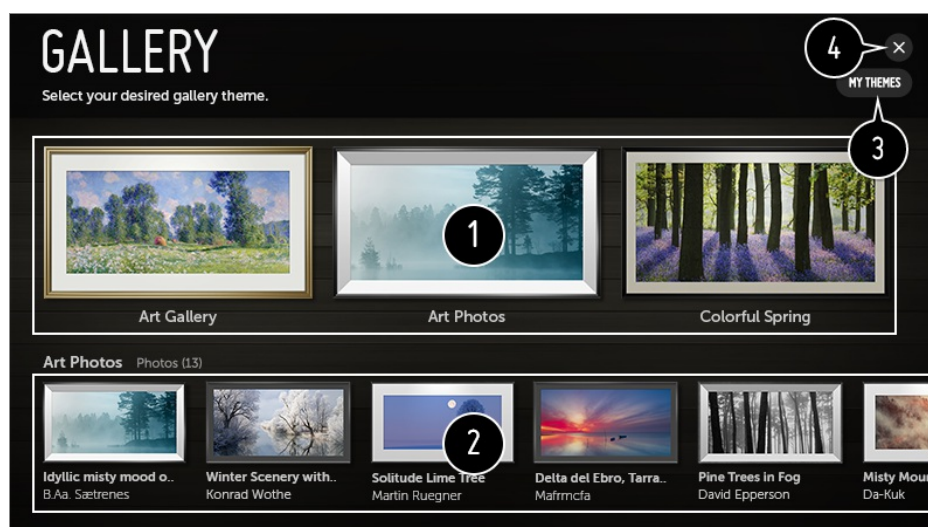 GALLERY
Select your desired gallery theme.
4
MY THEMES
3
1
Art Gallery
Art Photos
Colorful Spring
Art Photos Photos (13)
2
Idyllic misty mood o..
Winter Scenery with..
Solitude Lime Tree
Delta del Ebro, Tarra..
Pine Trees in Fog
Misty Mour
B.Aa. Sætrenes
Konrad Wothe
Martin Ruegner
Mafrmcfa
David Epperson
Da-Kuk